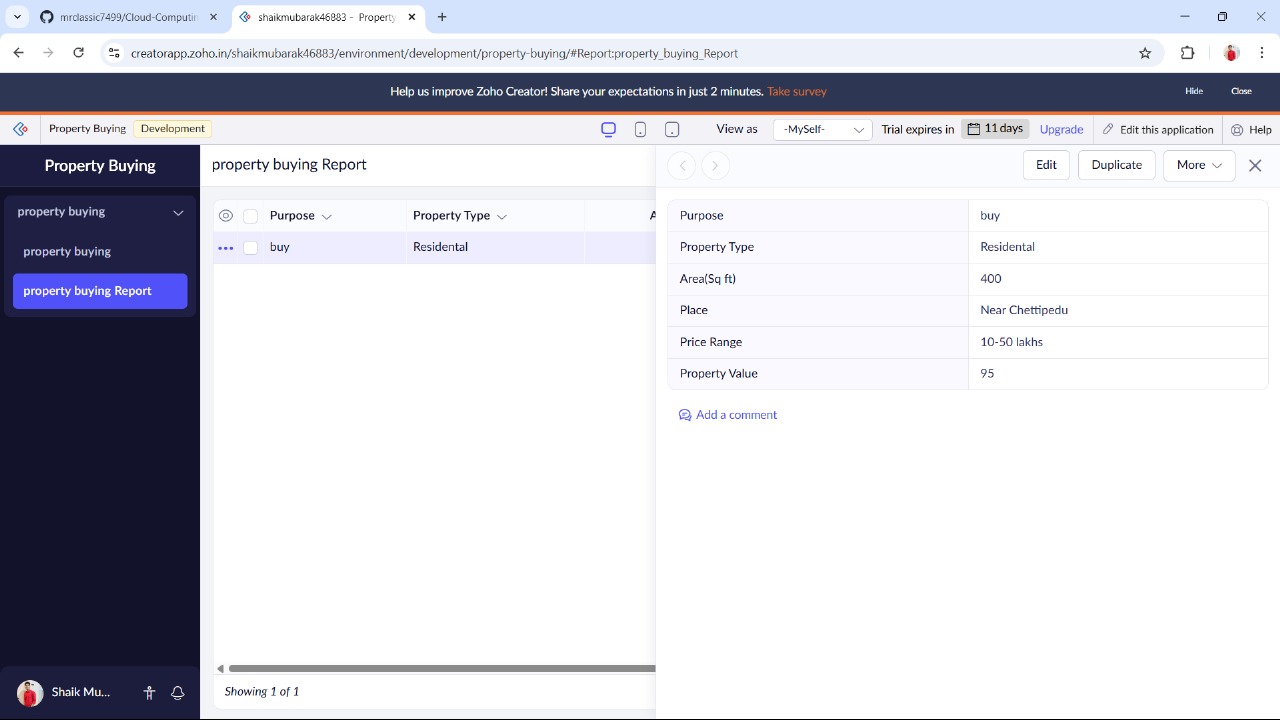 mrclassic7499/Cloud-Computin
shaikmubarak46883 - Property
creatorapp.zoho.in/shaikmubarak46883/environment/development/property-buying/#Report:property_buying_Report
Help us improve Zoho Creator! Share your expectations in just 2 minutes. Take survey
Hide
Close
Property Buying
Development
View as
-MySelf-
Trial expires in
11 days
Upgrade
Edit this application
Help
Property Buying
property buying
property buying
property buying Report
Shaik Mu...
property buying Report
Purpose
Property Type
A
buy
Residental
Showing 1 of 1
Edit
Duplicate
More
Purpose buy
Property Type Residental
Area(Sq ft) 400
Place Near Chettipedu
Price Range 10-50 lakhs
Property Value 95
Add a comment